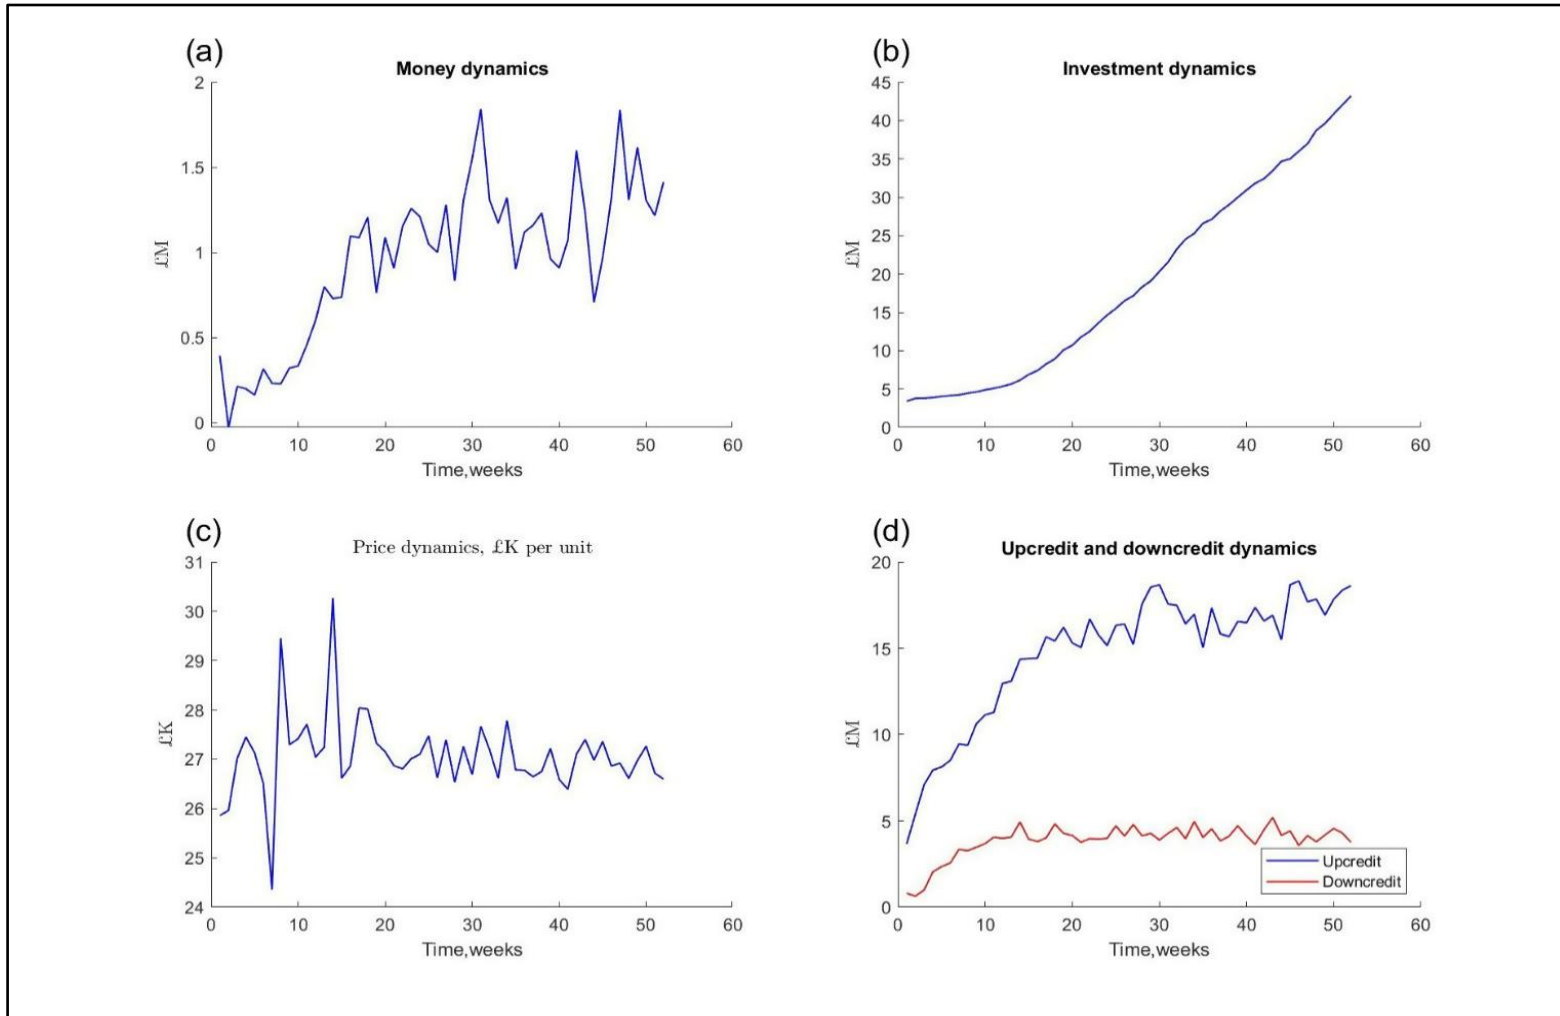 (a)
Money dynamics
2
1.5
1
0.5
0
£M
0 10 20 30 40 50 60
Time,weeks
(b)
Investment dynamics
45
40
35
30
25
20
15
10
5
0
£M
0 10 20 30 40 50 60
Time,weeks
(c)
Price dynamics, £K per unit
31
30
29
28
27
26
25
24
£K
0 10 20 30 40 50 60
Time,weeks
(d)
Upcredit and downcredit dynamics
20
15
10
5
0
£M
Upcredit
Downcredit
0 10 20 30 40 50 60
Time,weeks